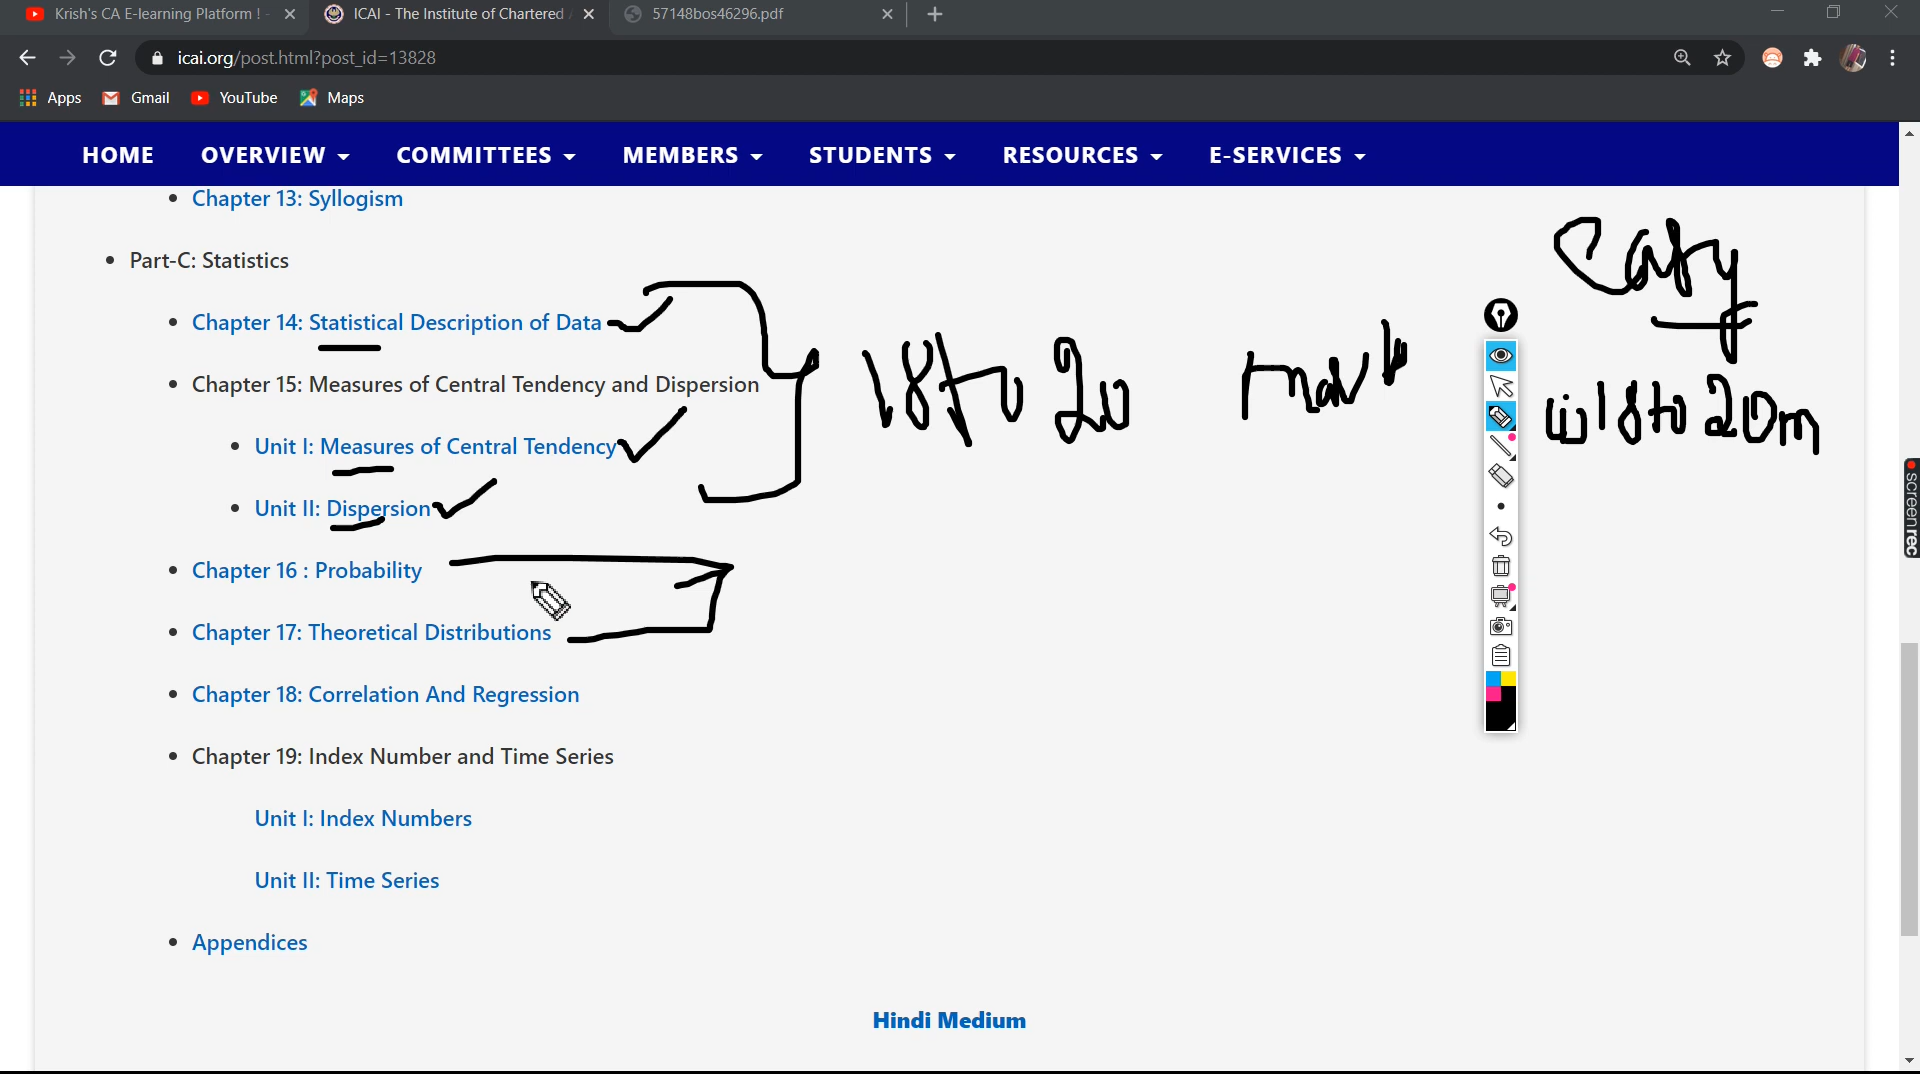 Krish's CA E-learning Platform ! -
ICAI - The Institute of Chartered
57148bos46296.pdf
icai.org/post.html?post_id=13828
Apps Gmail YouTube Maps
HOME OVERVIEW COMMITTEES MEMBERS STUDENTS RESOURCES E-SERVICES
Chapter 13: Syllogism
Part-C: Statistics
Chapter 14: Statistical Description of Data
Chapter 15: Measures of Central Tendency and Dispersion
18 to 20
18 to 20m
Unit I: Measures of Central Tendency
Unit II: Dispersion
screenrec
Chapter 16 : Probability
Chapter 17: Theoretical Distributions
Chapter 18: Correlation And Regression
Chapter 19: Index Number and Time Series
Unit I: Index Numbers
Unit II: Time Series
Appendices
Hindi Medium